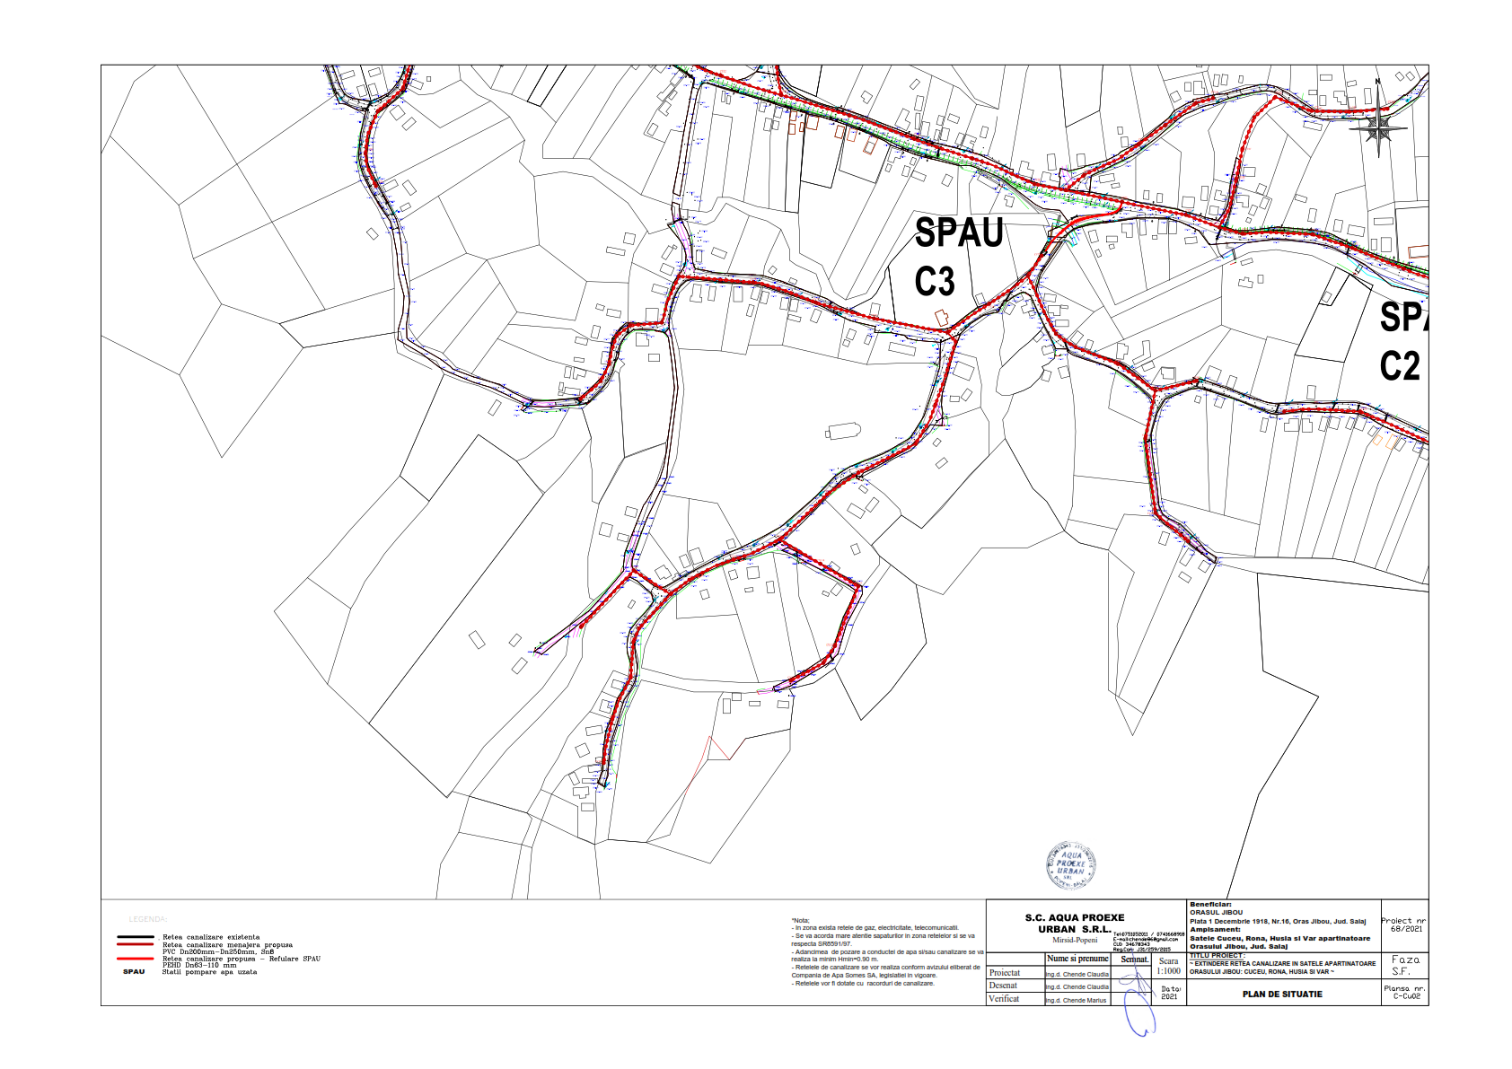 N
SPAU
C3
SPA
C2
AQUA
PROEXE
URBAN
SRL
LEGENDA:
Retea canalizare existenta
Retea canalizare menajera propusa
PVC Dn200mm-Dn250mm, Sn8
Retea canalizare propusa - Refulare SPAU
PEHD Dn63-110 mm
SPAU Statii pompare apa uzata
*Nota:
- In zona exista retele de gaz, electricitate, telecomunicatii.
- Se va acorda mare atentie sapaturilor in zona retelelor si se va
respecta SR8591/97.
- Adancimea de pozare a conductei de apa si/sau canalizare se va
realiza la minim Hmin=0.90 m.
- Retelele de canalizare se vor realiza conform avizului eliberat de
Compania de Apa Somes SA, legislatiei in vigoare.
- Retelele vor fi dotate cu racorduri de canalizare.
S.C. AQUA PROEXE
URBAN S.R.L.
Mirsid-Popeni
Nume si prenume
Semnat.
Proiectat
ing.d. Chende Claudia
Desenat
ing.d. Chende Claudia
Verificat
ing.d. Chende Marius
Scara
1:1000
Data:
2021
Beneficiar:
ORASUL JIBOU
Piata 1 Decembrie 1918, Nr.16, Oras Jibou, Jud. Salaj
Amplsament:
Satele Cuceu, Rona, Husia si Var apartinatoare
Orasului Jibou, Jud. Salaj
TITLU PROIECT:
~ EXTINDERE RETEA CANALIZARE IN SATELE APARTINATOARE
ORASULUI JIBOU: CUCEU, RONA, HUSIA SI VAR ~
PLAN DE SITUATIE
Proiect nr
68/2021
Faza
S.F.
Plansa nr.
C-Cu02